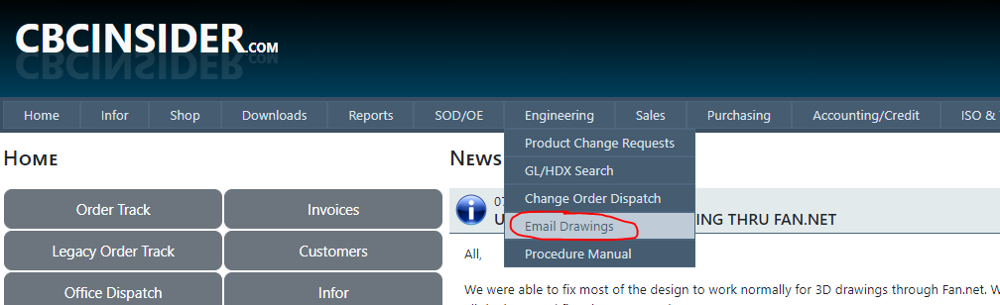 CBCINSIDER.COM
Home Infor Shop Downloads Reports SOD/OE Engineering Sales Purchasing Accounting/Credit ISO &
Product Change Requests
GL/HDX Search
Change Order Dispatch
Email Drawings
Procedure Manual
HOME
Order Track Invoices
Legacy Order Track Customers
Office Dispatch Infor
NEWS
07
U
ING THRU FAN.NET
All,
We were able to fix most of the design to work normally for 3D drawings through Fan.net. W